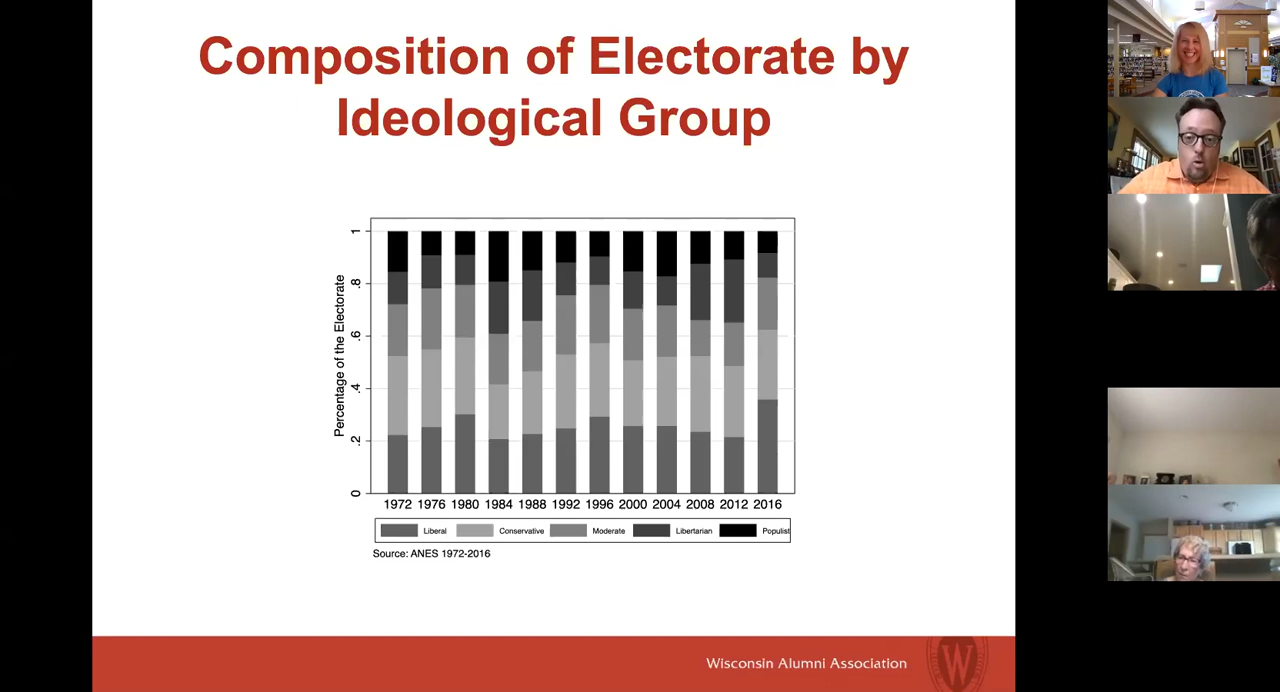 Composition of Electorate by
Ideological Group
Percentage of the Electorate
1
.8
.6
.4
.2
0
1972 1976 1980 1984 1988 1992 1996 2000 2004 2008 2012 2016
Liberal Conservative Moderate Libertarian Populist
Source: ANES 1972-2016
Wisconsin Alumni Association
W